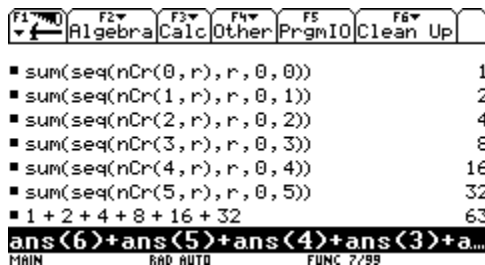 F1 F2 F3 F4 F5 F6
Algebra Calc Other PrgmIO Clean Up
sum(seq(nCr(0,r),r,0,0)) 1
sum(seq(nCr(1,r),r,0,1)) 2
sum(seq(nCr(2,r),r,0,2)) 4
sum(seq(nCr(3,r),r,0,3)) 8
sum(seq(nCr(4,r),r,0,4)) 16
sum(seq(nCr(5,r),r,0,5)) 32
1 + 2 + 4 + 8 + 16 + 32 63
ans(6)+ans(5)+ans(4)+ans(3)+a...
MAIN RAD AUTO FUNC 7/99